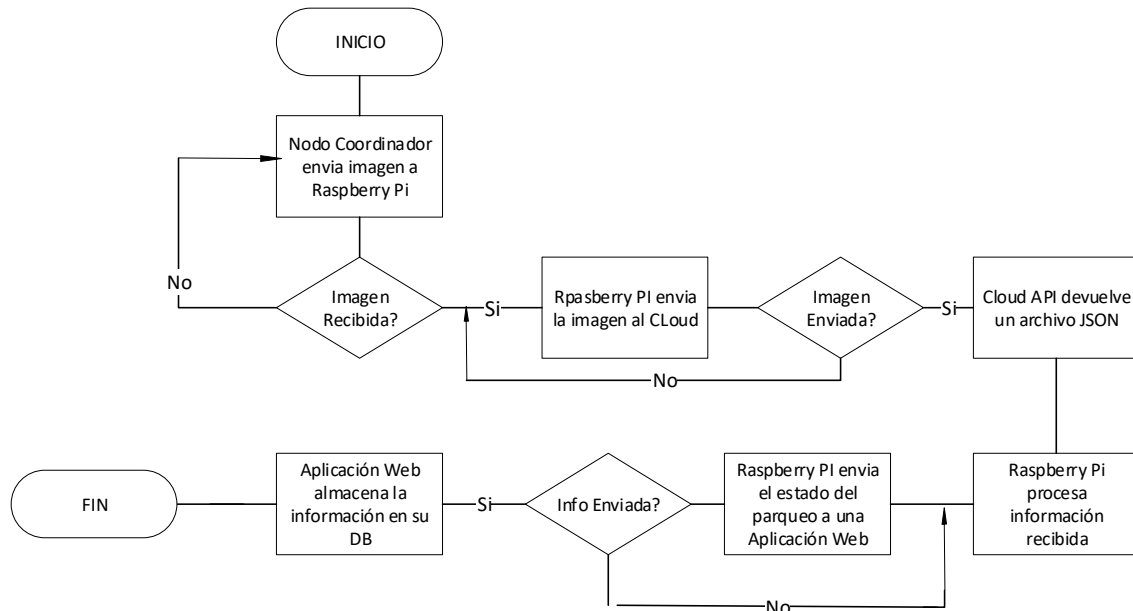 INICIO
Nodo Coordinador
envia imagen a
Raspberry Pi
No
Imagen
Recibida?
Si
Rpasberry PI envia
la imagen al CLoud
Imagen
Enviada?
Si
Cloud API devuelve
un archivo JSON
No
Raspberry Pi
procesa
información
recibida
Raspberry PI envia
el estado del
parqueo a una
Aplicación Web
Info Enviada?
No
Si
Aplicación Web
almacena la
información en su
DB
FIN